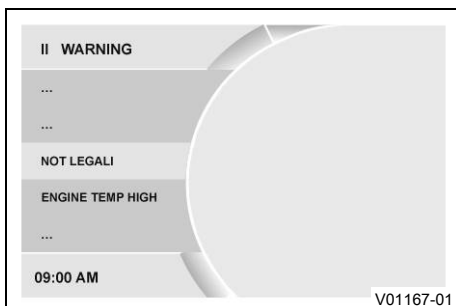 II WARNING
...
...
NOT LEGALI
ENGINE TEMP HIGH
...
09:00 AM
V01167-01